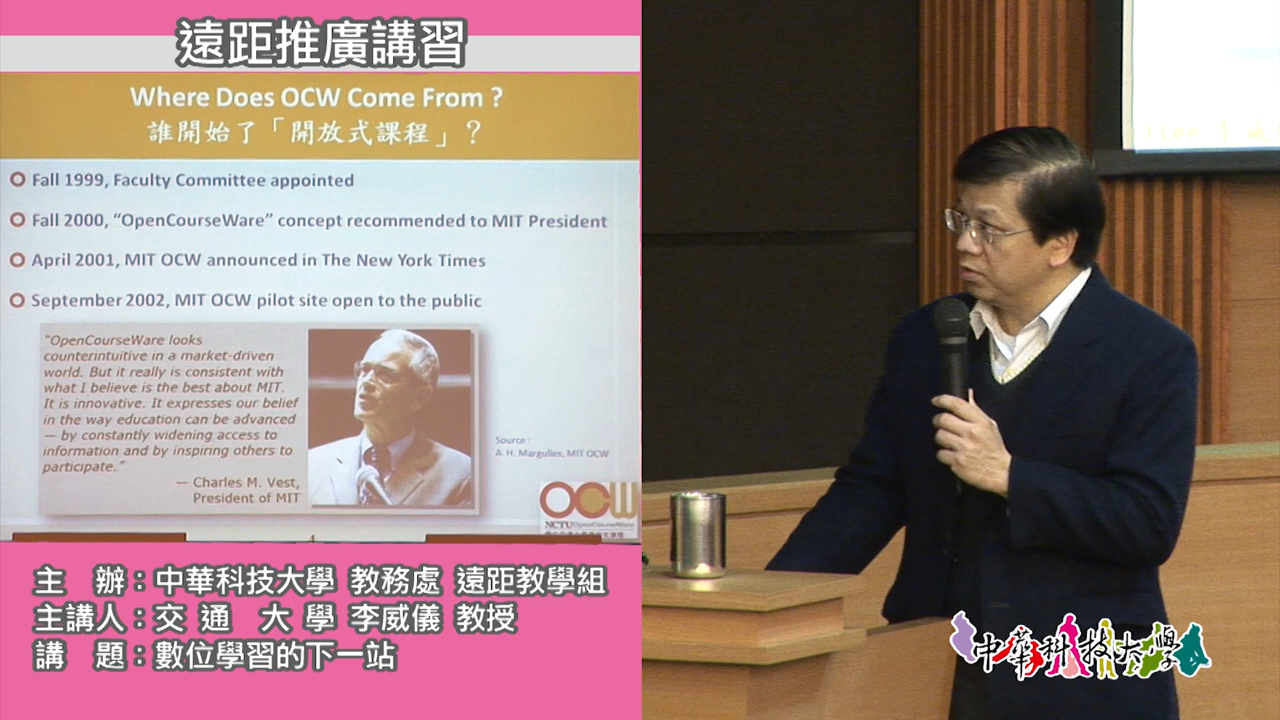 遠距推廣講習
Where Does OCW Come From ?
誰開始了「開放式課程」?
Fall 1999, Faculty Committee appointed
Fall 2000, “OpenCourseWare” concept recommended to MIT President
April 2001, MIT OCW announced in The New York Times
September 2002, MIT OCW pilot site open to the public
“OpenCourseWare looks
counterintuitive in a market-driven
world. But it really is consistent with
what I believe is the best about MIT.
It is innovative. It expresses our belief
in the way education can be advanced
— by constantly widening access to
information and by inspiring others to
participate.”
— Charles M. Vest,
President of MIT
Source :
A. H. Margulies, MIT OCW
OCW
NCTU OpenCourseWare
4
主 辦：中華科技大學 教務處 遠距教學組
主講人：交 通 大 學 李威儀 教授
講 題：數位學習的下一站
中華科技大學